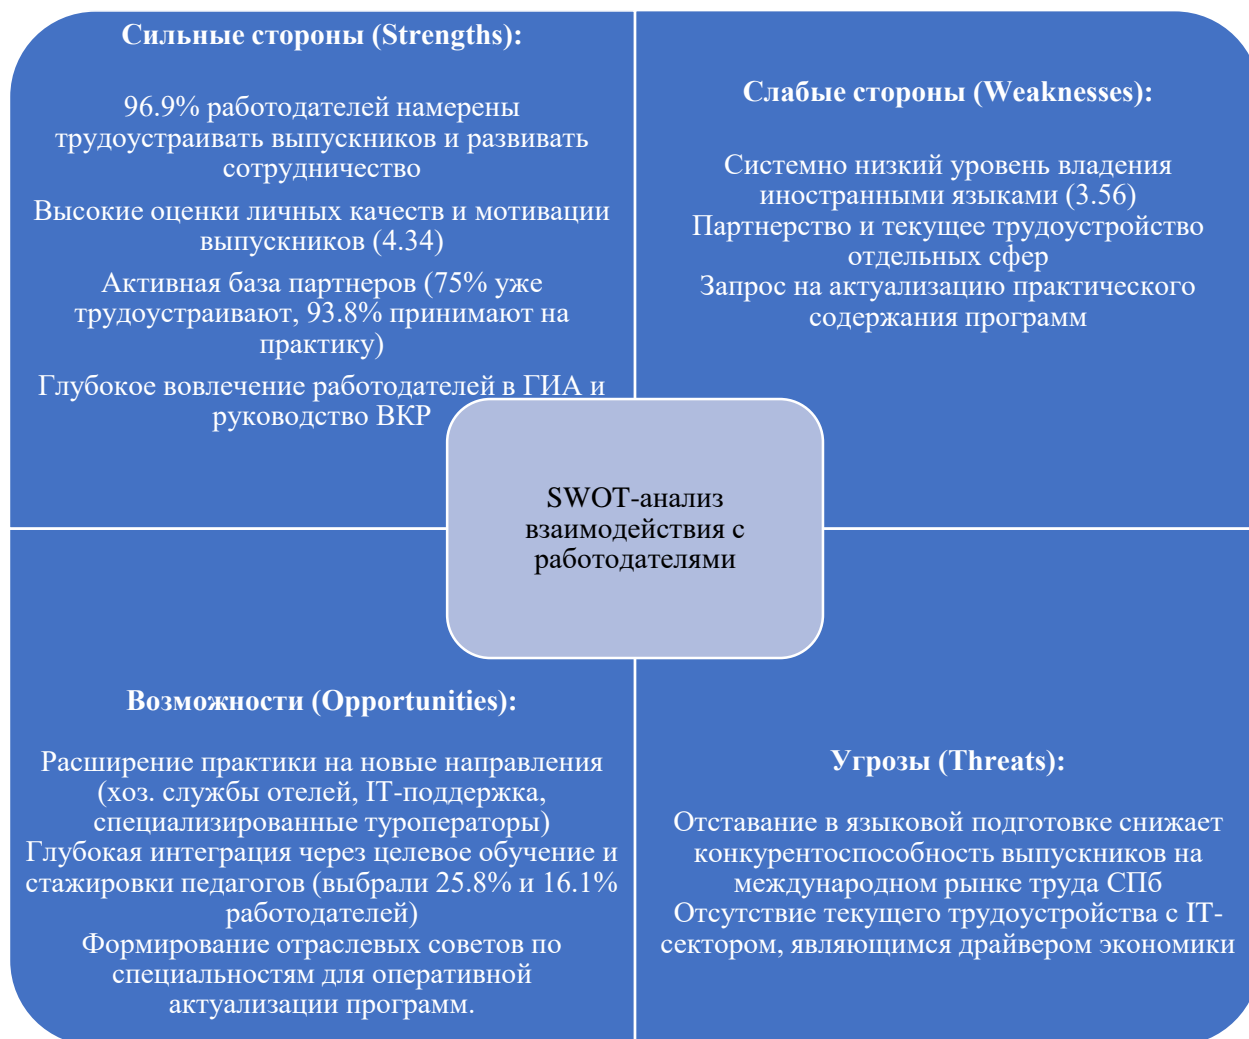 Сильные стороны (Strengths):
96.9% работодателей намерены
трудоустраивать выпускников и развивать
сотрудничество
Высокие оценки личных качеств и мотивации
выпускников (4.34)
Активная база партнеров (75% уже
трудоустраивают, 93.8% принимают на
практику)
Глубокое вовлечение работодателей в ГИА и
руководство ВКР
Слабые стороны (Weaknesses):
Системно низкий уровень владения
иностранными языками (3.56)
Партнерство и текущее трудоустройство
отдельных сфер
Запрос на актуализацию практического
содержания программ
SWOT-анализ
взаимодействия с
работодателями
Возможности (Opportunities):
Расширение практики на новые направления
(хоз. службы отелей, IT-поддержка,
специализированные туроператоры)
Глубокая интеграция через целевое обучение и
стажировки педагогов (выбрали 25.8% и 16.1%
работодателей)
Формирование отраслевых советов по
специальностям для оперативной
актуализации программ.
Угрозы (Threats):
Отставание в языковой подготовке снижает
конкурентоспособность выпускников на
международном рынке труда СПб
Отсутствие текущего трудоустройства с IT-
сектором, являющимся драйвером экономики